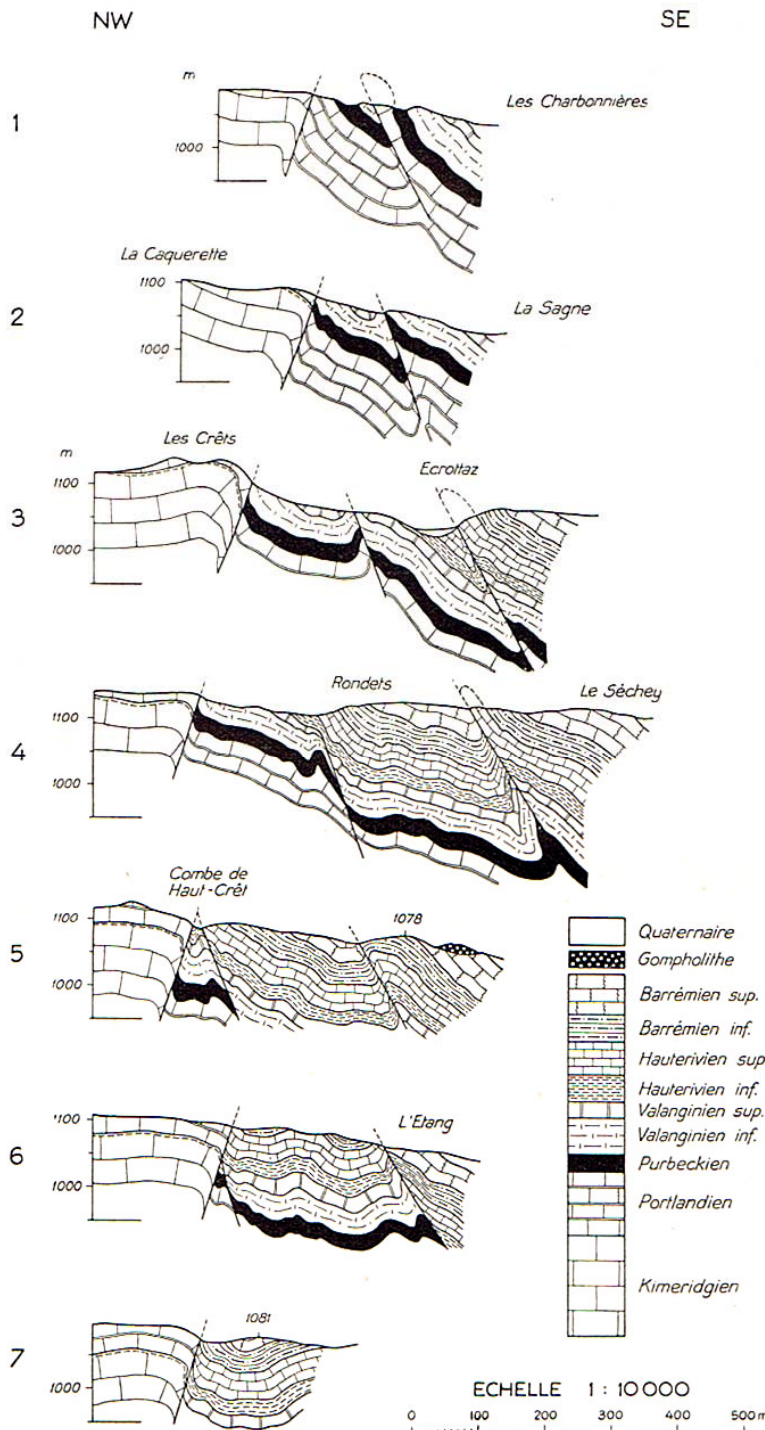 NW
SE
m
1
Les Charbonnières
1000
La Caquerette
1100
2
La Sagne
1000
Les Crêts
m
Ecrottaz
1100
3
1000
Rondets
Le Séchey
1100
4
1000
Combe de
Haut-Crêt
1078
1100
5
1000
Quaternaire
Gompholithe
Barrémien sup.
Barrémien inf.
Hauterivien sup
Hauterivien inf.
Valanginien sup.
Valanginien inf.
Purbeckien
Portlandien
Kimeridgien
1100
L'Etang
6
1000
1081
7
1000
ECHELLE 1 : 10 000
0 100 200 300 400 500 m